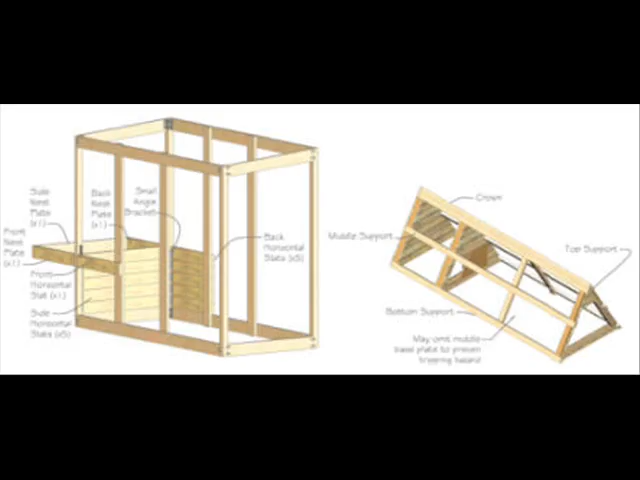 Side
Nest
Plate
(x1)
Back
Nest
Plate
(x1)
Small
Angle
Bracket
Front
Nest
Plate
(x1)
Front
Horizontal
Slat (x1)
Side
Horizontal
Slats (x5)
Back
Horizontal
Slats (x5)
Crown
Middle Support
Top Support
Bottom Support
May omit middle
base plate to prevent
tripping hazard